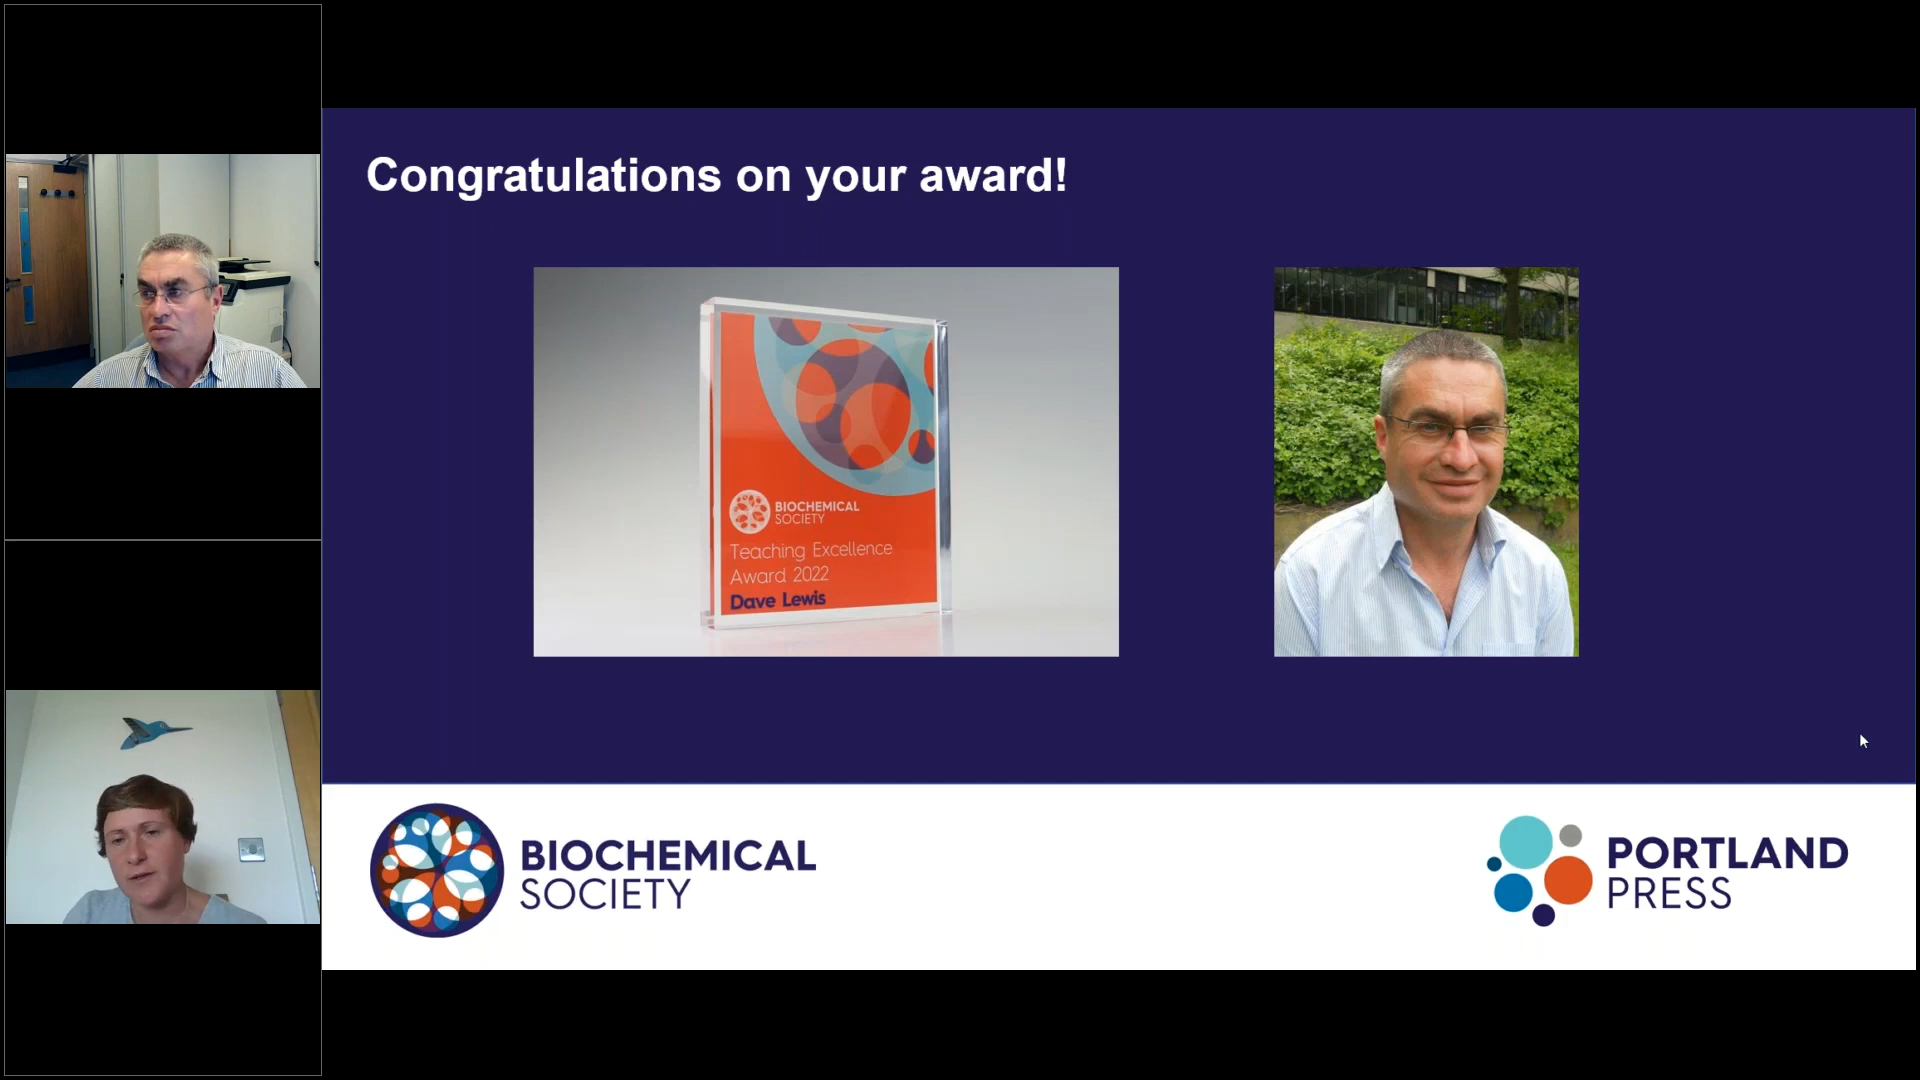 Congratulations on your award!
BIOCHEMICAL
SOCIETY
Teaching Excellence
Award 2022
Dave Lewis
BIOCHEMICAL
SOCIETY
PORTLAND
PRESS